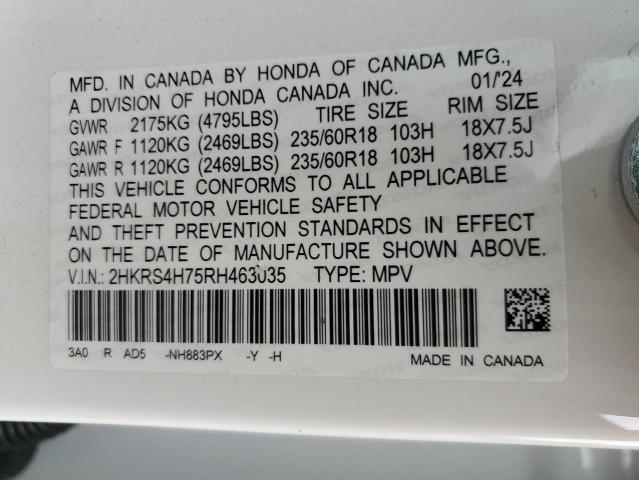 MFD. IN CANADA BY HONDA OF CANADA MFG.,
A DIVISION OF HONDA CANADA INC. 01/'24
GVWR 2175KG (4795LBS) TIRE SIZE RIM SIZE
GAWR F 1120KG (2469LBS) 235/60R18 103H 18X7.5J
GAWR R 1120KG (2469LBS) 235/60R18 103H 18X7.5J
THIS VEHICLE CONFORMS TO ALL APPLICABLE
FEDERAL MOTOR VEHICLE SAFETY
AND THEFT PREVENTION STANDARDS IN EFFECT
ON THE DATE OF MANUFACTURE SHOWN ABOVE.
V.I.N.: 2HKRS4H75RH463035 TYPE: MPV
3A0 R AD5 -NH883PX -Y -H
MADE IN CANADA